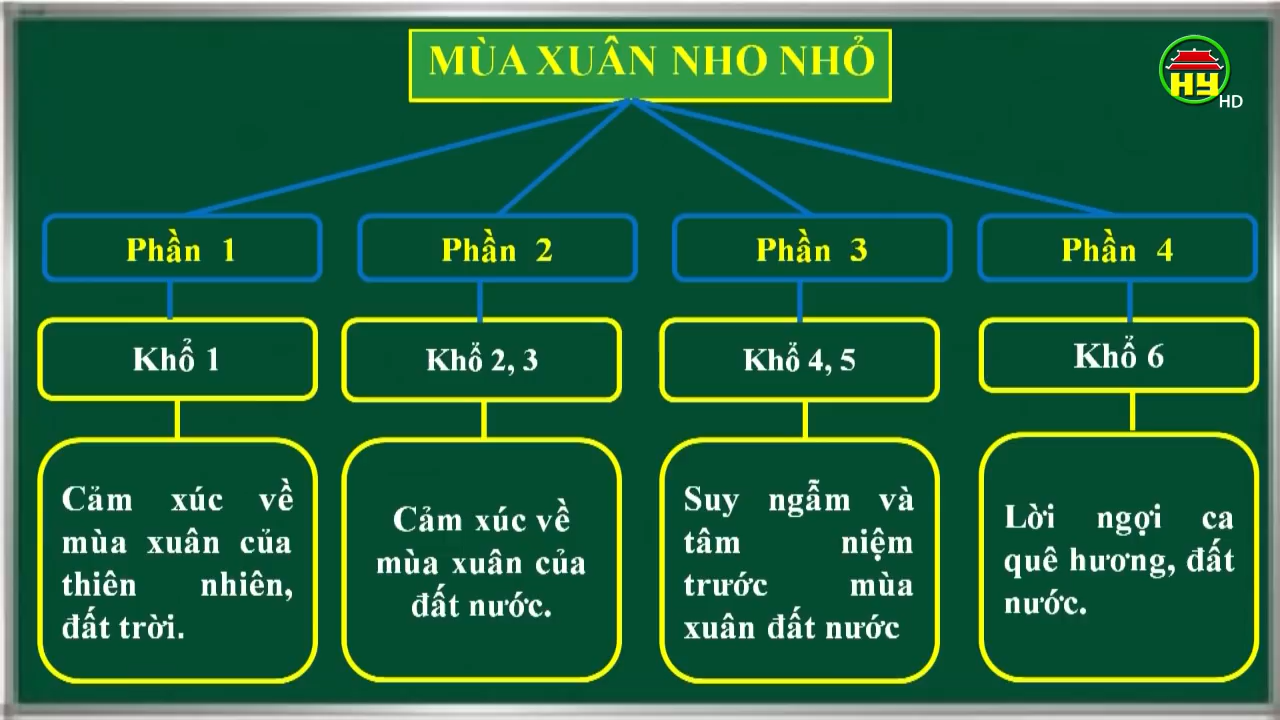 MÙA XUÂN NHO NHỎ
HY
HD
Phần 1
Phần 2
Phần 3
Phần 4
Khổ 1
Khổ 2, 3
Khổ 4, 5
Khổ 6
Cảm xúc về
mùa xuân của
thiên nhiên,
đất trời.
Cảm xúc về
mùa xuân của
đất nước.
Suy ngẫm và
tâm niệm
trước mùa
xuân đất nước
Lời ngợi ca
quê hương, đất
nước.